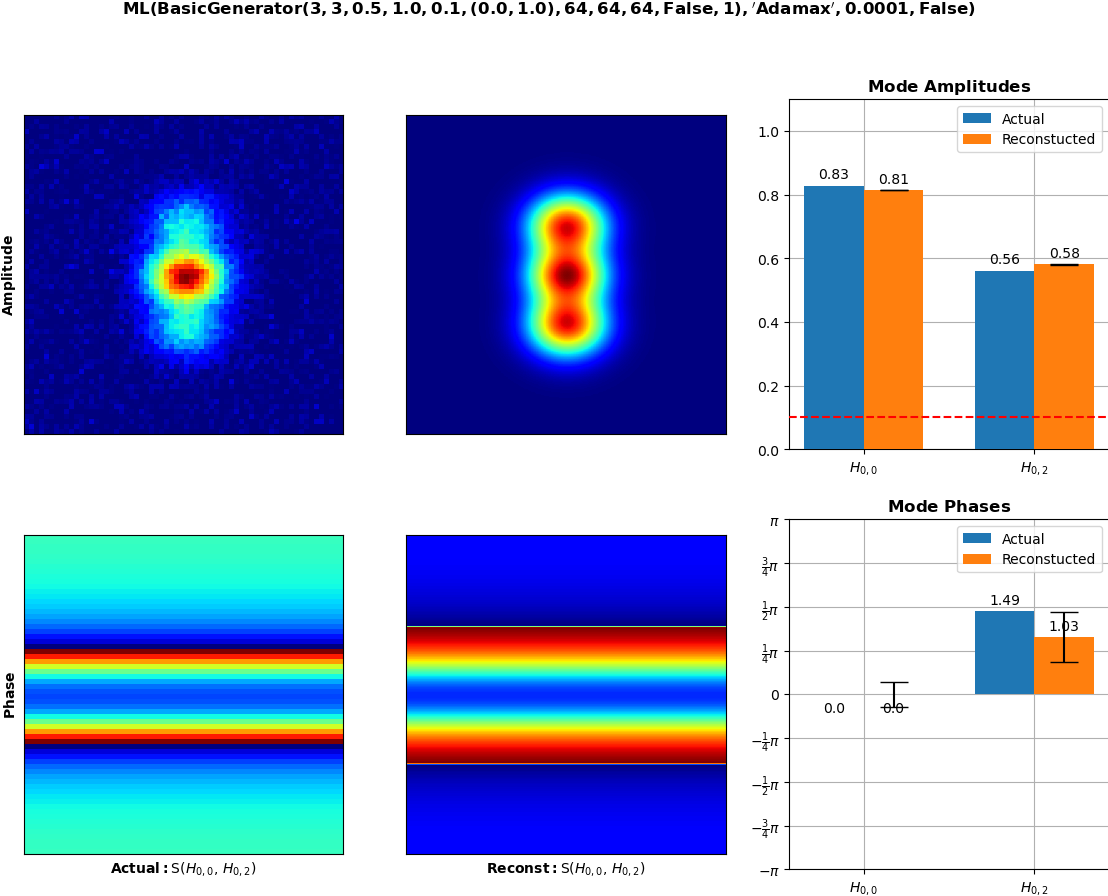 ML(BasicGenerator(3, 3, 0.5, 1.0, 0.1, (0.0, 1.0), 64, 64, 64, False, 1), ′Adamax′, 0.0001, False)
Amplitude
Mode Amplitudes
Actual
Reconstucted
1.0
0.8
0.6
0.4
0.2
0.0
0.83
0.81
0.56
0.58
H0, 0
H0, 2
Phase
Actual: S(H0, 0, H0, 2)
Reconst: S(H0, 0, H0, 2)
Mode Phases
Actual
Reconstucted
π
3/4π
1/2π
1/4π
0
−1/4π
−1/2π
−3/4π
−π
0.0
0.0
1.49
1.03
H0, 0
H0, 2